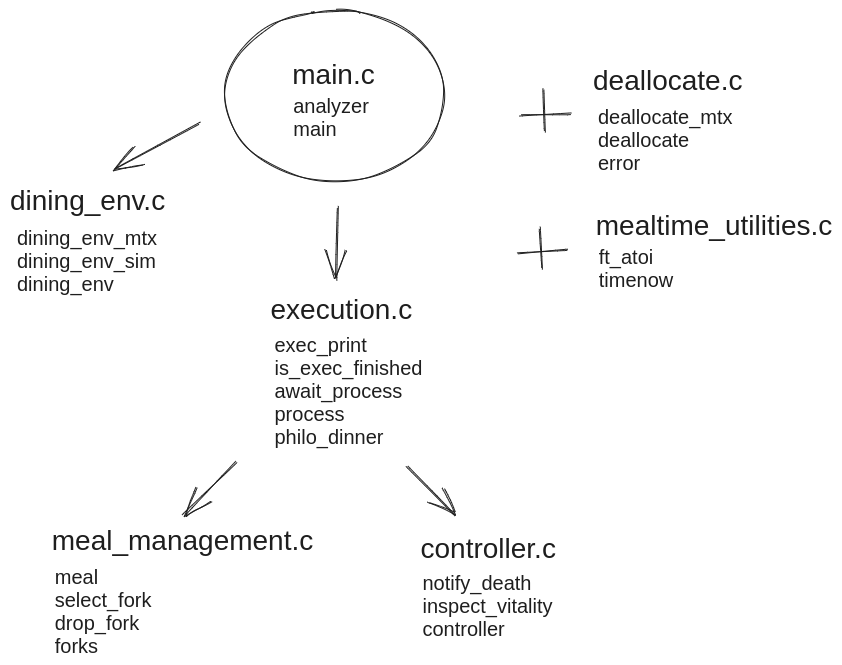 main.c
analyzer
main
deallocate.c
deallocate_mtx
deallocate
error
dining_env.c
dining_env_mtx
dining_env_sim
dining_env
mealtime_utilities.c
ft_atoi
timenow
execution.c
exec_print
is_exec_finished
await_process
process
philo_dinner
meal_management.c
meal
select_fork
drop_fork
forks
controller.c
notify_death
inspect_vitality
controller